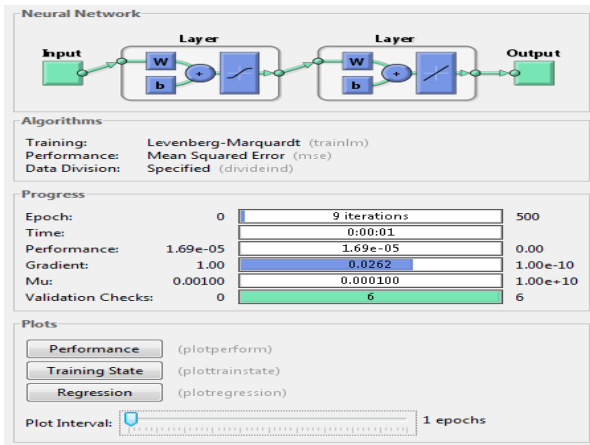 Neural Network
Layer Layer
Input Output
W W
+ +
b b
Algorithms
Training: Levenberg-Marquardt (trainlm)
Performance: Mean Squared Error (mse)
Data Division: Specified (divideind)
Progress
Epoch: 0 9 iterations 500
Time: 0:00:01
Performance: 1.69e-05 1.69e-05 0.00
Gradient: 1.00 0.0262 1.00e-10
Mu: 0.00100 0.000100 1.00e+10
Validation Checks: 0 6 6
Plots
Performance (plotperform)
Training State (plottrainstate)
Regression (plotregression)
Plot Interval: 1 epochs